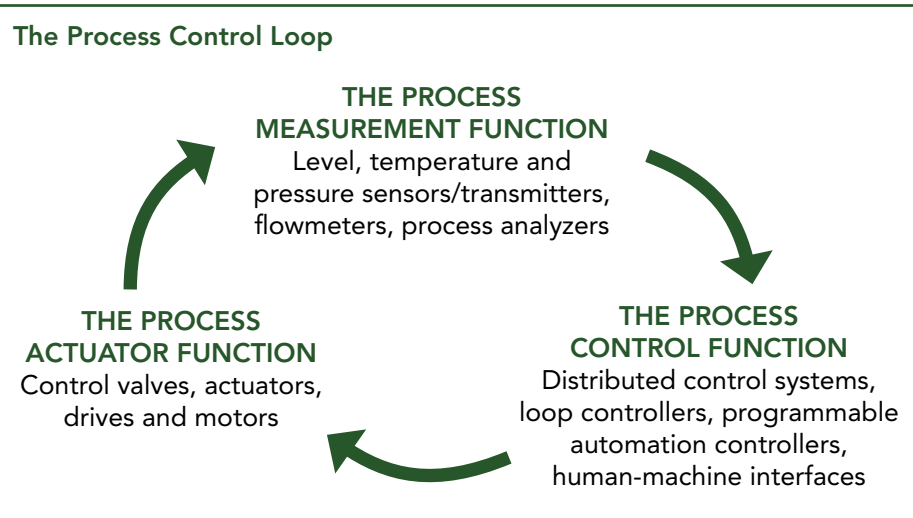 The Process Control Loop
THE PROCESS
MEASUREMENT FUNCTION
Level, temperature and
pressure sensors/transmitters,
flowmeters, process analyzers
THE PROCESS
CONTROL FUNCTION
Distributed control systems,
loop controllers, programmable
automation controllers,
human-machine interfaces
THE PROCESS
ACTUATOR FUNCTION
Control valves, actuators,
drives and motors